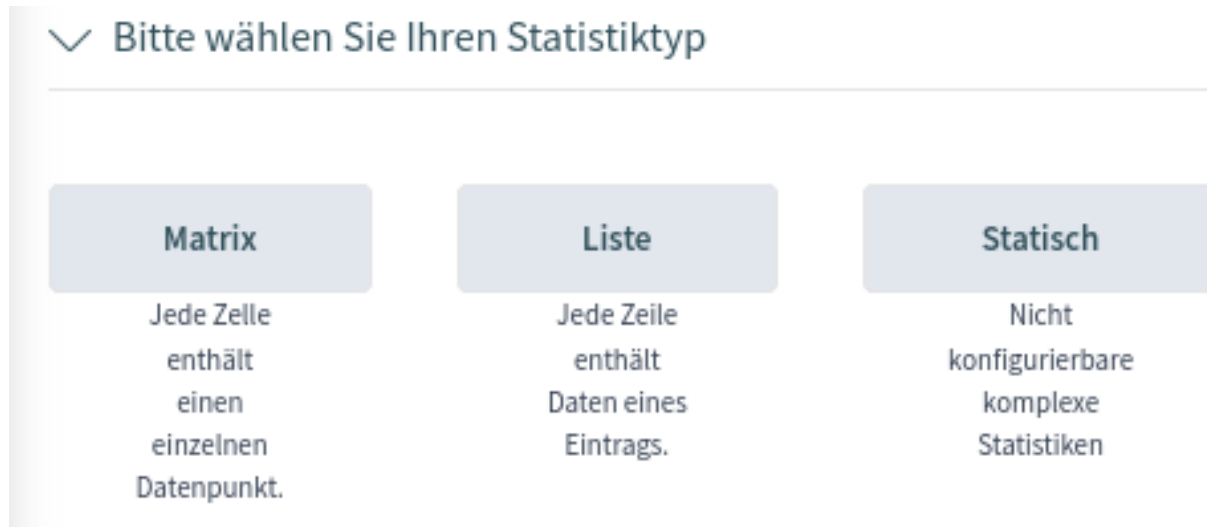 Bitte wählen Sie Ihren Statistiktyp
Matrix
Jede Zelle
enthält
einen
einzelnen
Datenpunkt.
Liste
Jede Zeile
enthält
Daten eines
Eintrags.
Statisch
Nicht
konfigurierbare
komplexe
Statistiken